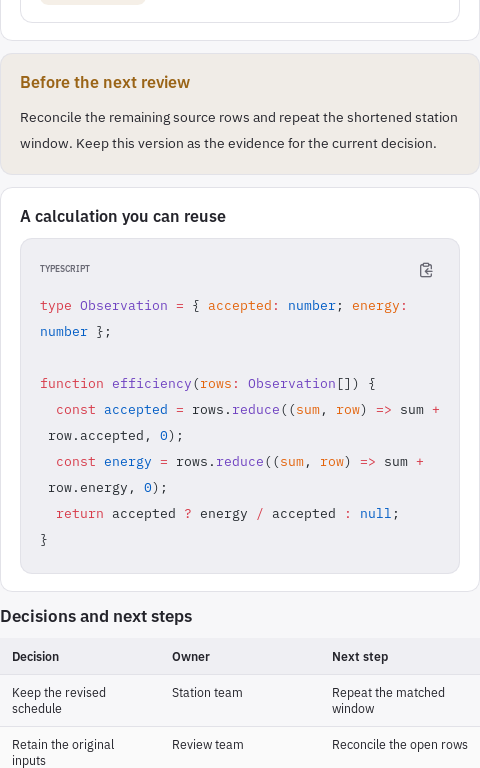 Before the next review
Reconcile the remaining source rows and repeat the shortened station
window. Keep this version as the evidence for the current decision.
A calculation you can reuse
TYPESCRIPT
type Observation = { accepted: number; energy:
number };
function efficiency(rows: Observation[]) {
  const accepted = rows.reduce((sum, row) => sum +
 row.accepted, 0);
  const energy = rows.reduce((sum, row) => sum +
 row.energy, 0);
  return accepted ? energy / accepted : null;
}
Decisions and next steps
Decision Owner Next step
Keep the revised schedule Station team Repeat the matched window
Retain the original inputs Review team Reconcile the open rows